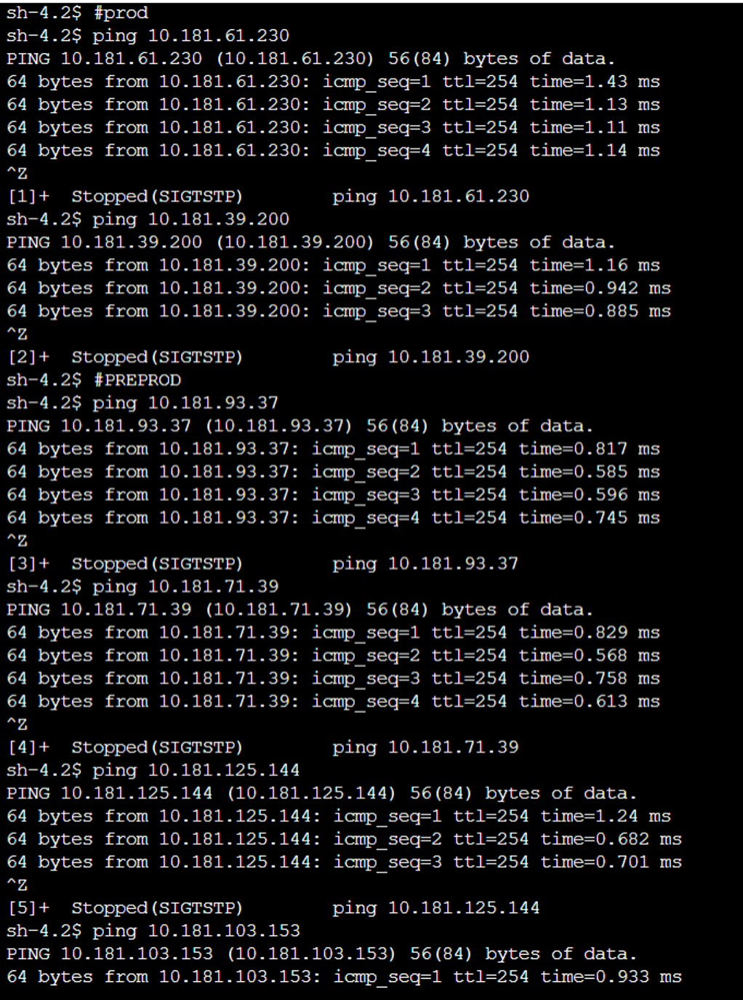 sh-4.2$ #prod
sh-4.2$ ping 10.181.61.230
PING 10.181.61.230 (10.181.61.230) 56(84) bytes of data.
64 bytes from 10.181.61.230: icmp_seq=1 ttl=254 time=1.43 ms
64 bytes from 10.181.61.230: icmp_seq=2 ttl=254 time=1.13 ms
64 bytes from 10.181.61.230: icmp_seq=3 ttl=254 time=1.11 ms
64 bytes from 10.181.61.230: icmp_seq=4 ttl=254 time=1.14 ms
^Z
[1]+  Stopped(SIGTSTP)        ping 10.181.61.230
sh-4.2$ ping 10.181.39.200
PING 10.181.39.200 (10.181.39.200) 56(84) bytes of data.
64 bytes from 10.181.39.200: icmp_seq=1 ttl=254 time=1.16 ms
64 bytes from 10.181.39.200: icmp_seq=2 ttl=254 time=0.942 ms
64 bytes from 10.181.39.200: icmp_seq=3 ttl=254 time=0.885 ms
^Z
[2]+  Stopped(SIGTSTP)        ping 10.181.39.200
sh-4.2$ #PREPROD
sh-4.2$ ping 10.181.93.37
PING 10.181.93.37 (10.181.93.37) 56(84) bytes of data.
64 bytes from 10.181.93.37: icmp_seq=1 ttl=254 time=0.817 ms
64 bytes from 10.181.93.37: icmp_seq=2 ttl=254 time=0.585 ms
64 bytes from 10.181.93.37: icmp_seq=3 ttl=254 time=0.596 ms
64 bytes from 10.181.93.37: icmp_seq=4 ttl=254 time=0.745 ms
^Z
[3]+  Stopped(SIGTSTP)        ping 10.181.93.37
sh-4.2$ ping 10.181.71.39
PING 10.181.71.39 (10.181.71.39) 56(84) bytes of data.
64 bytes from 10.181.71.39: icmp_seq=1 ttl=254 time=0.829 ms
64 bytes from 10.181.71.39: icmp_seq=2 ttl=254 time=0.568 ms
64 bytes from 10.181.71.39: icmp_seq=3 ttl=254 time=0.758 ms
64 bytes from 10.181.71.39: icmp_seq=4 ttl=254 time=0.613 ms
^Z
[4]+  Stopped(SIGTSTP)        ping 10.181.71.39
sh-4.2$ ping 10.181.125.144
PING 10.181.125.144 (10.181.125.144) 56(84) bytes of data.
64 bytes from 10.181.125.144: icmp_seq=1 ttl=254 time=1.24 ms
64 bytes from 10.181.125.144: icmp_seq=2 ttl=254 time=0.682 ms
64 bytes from 10.181.125.144: icmp_seq=3 ttl=254 time=0.701 ms
^Z
[5]+  Stopped(SIGTSTP)        ping 10.181.125.144
sh-4.2$ ping 10.181.103.153
PING 10.181.103.153 (10.181.103.153) 56(84) bytes of data.
64 bytes from 10.181.103.153: icmp_seq=1 ttl=254 time=0.933 ms